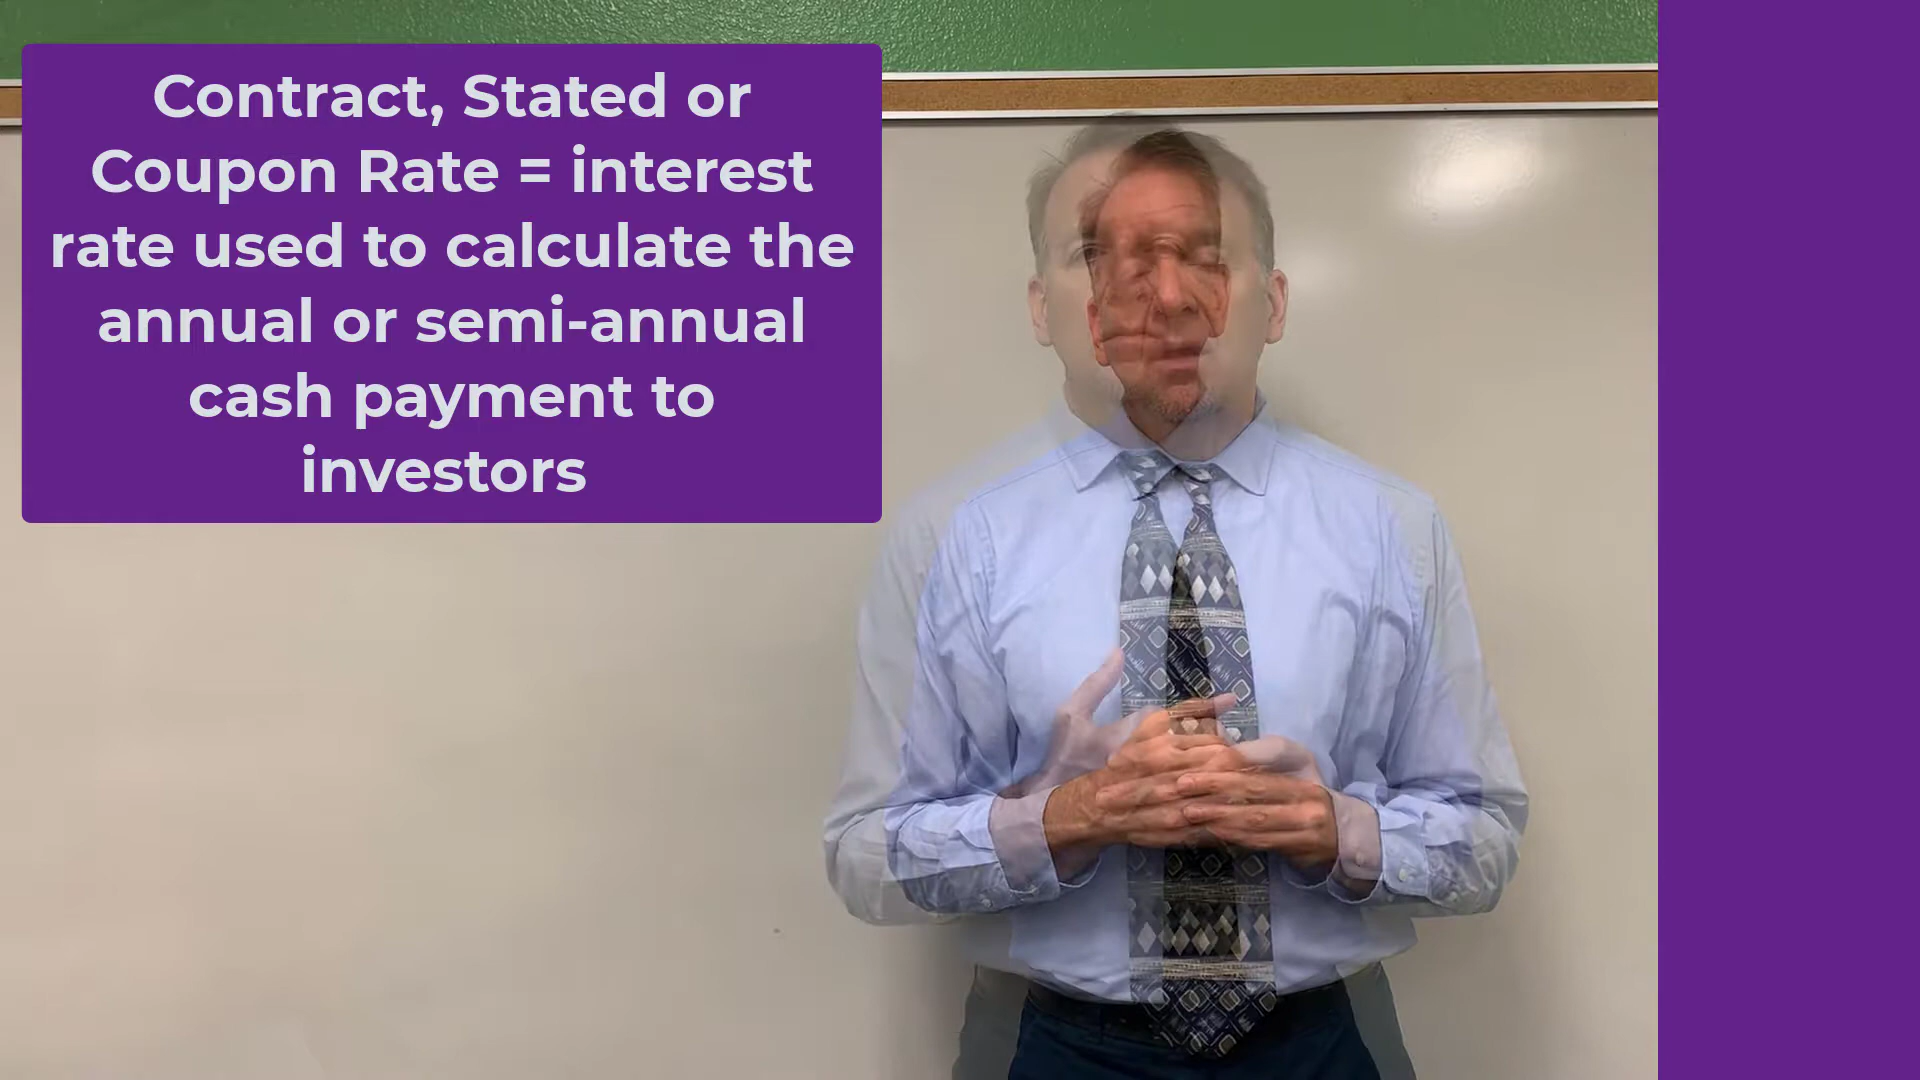 Contract, Stated or
Coupon Rate = interest
rate used to calculate the
annual or semi-annual
cash payment to
investors